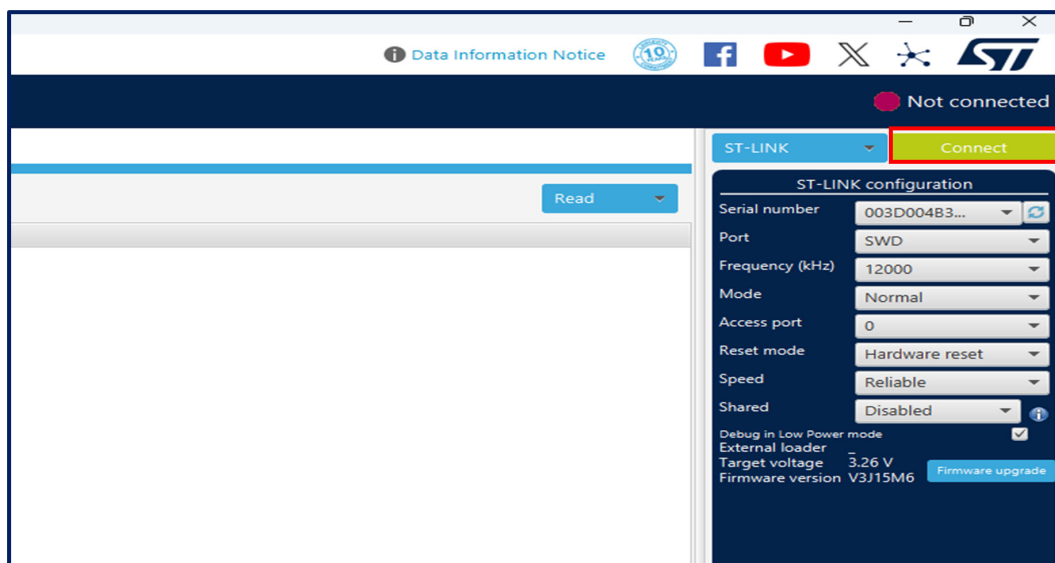 Data Information Notice
10
ST
Not connected
ST-LINK
Connect
Read
ST-LINK configuration
Serial number 003D004B3...
Port SWD
Frequency (kHz) 12000
Mode Normal
Access port 0
Reset mode Hardware reset
Speed Reliable
Shared Disabled
Debug in Low Power mode
External loader _
Target voltage 3.26 V
Firmware version V3J15M6
Firmware upgrade